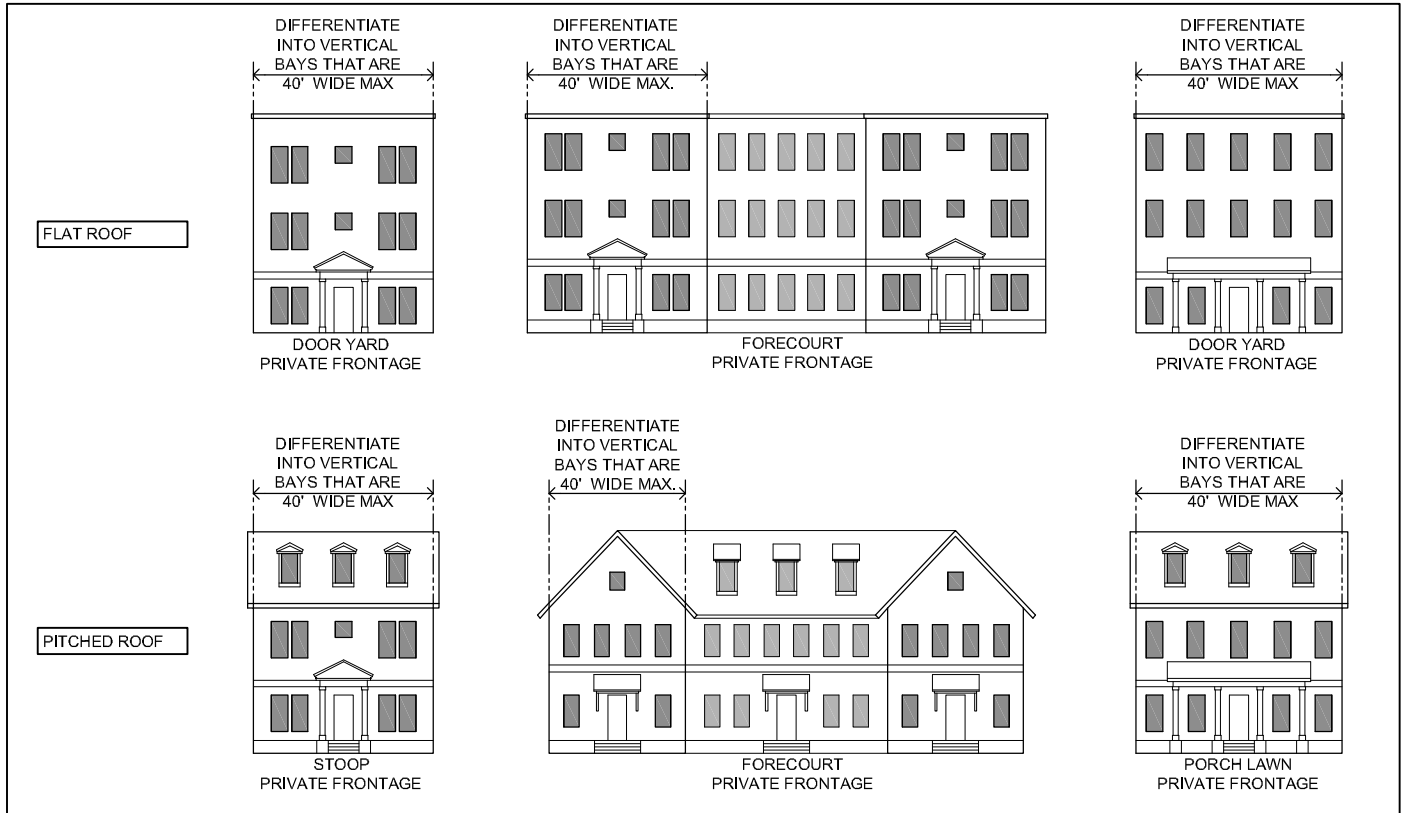 DIFFERENTIATE
INTO VERTICAL
BAYS THAT ARE
40' WIDE MAX
DIFFERENTIATE
INTO VERTICAL
BAYS THAT ARE
40' WIDE MAX.
DIFFERENTIATE
INTO VERTICAL
BAYS THAT ARE
40' WIDE MAX
FLAT ROOF
DOOR YARD
PRIVATE FRONTAGE
FORECOURT
PRIVATE FRONTAGE
DOOR YARD
PRIVATE FRONTAGE
DIFFERENTIATE
INTO VERTICAL
BAYS THAT ARE
40' WIDE MAX
DIFFERENTIATE
INTO VERTICAL
BAYS THAT ARE
40' WIDE MAX.
DIFFERENTIATE
INTO VERTICAL
BAYS THAT ARE
40' WIDE MAX
PITCHED ROOF
STOOP
PRIVATE FRONTAGE
FORECOURT
PRIVATE FRONTAGE
PORCH LAWN
PRIVATE FRONTAGE